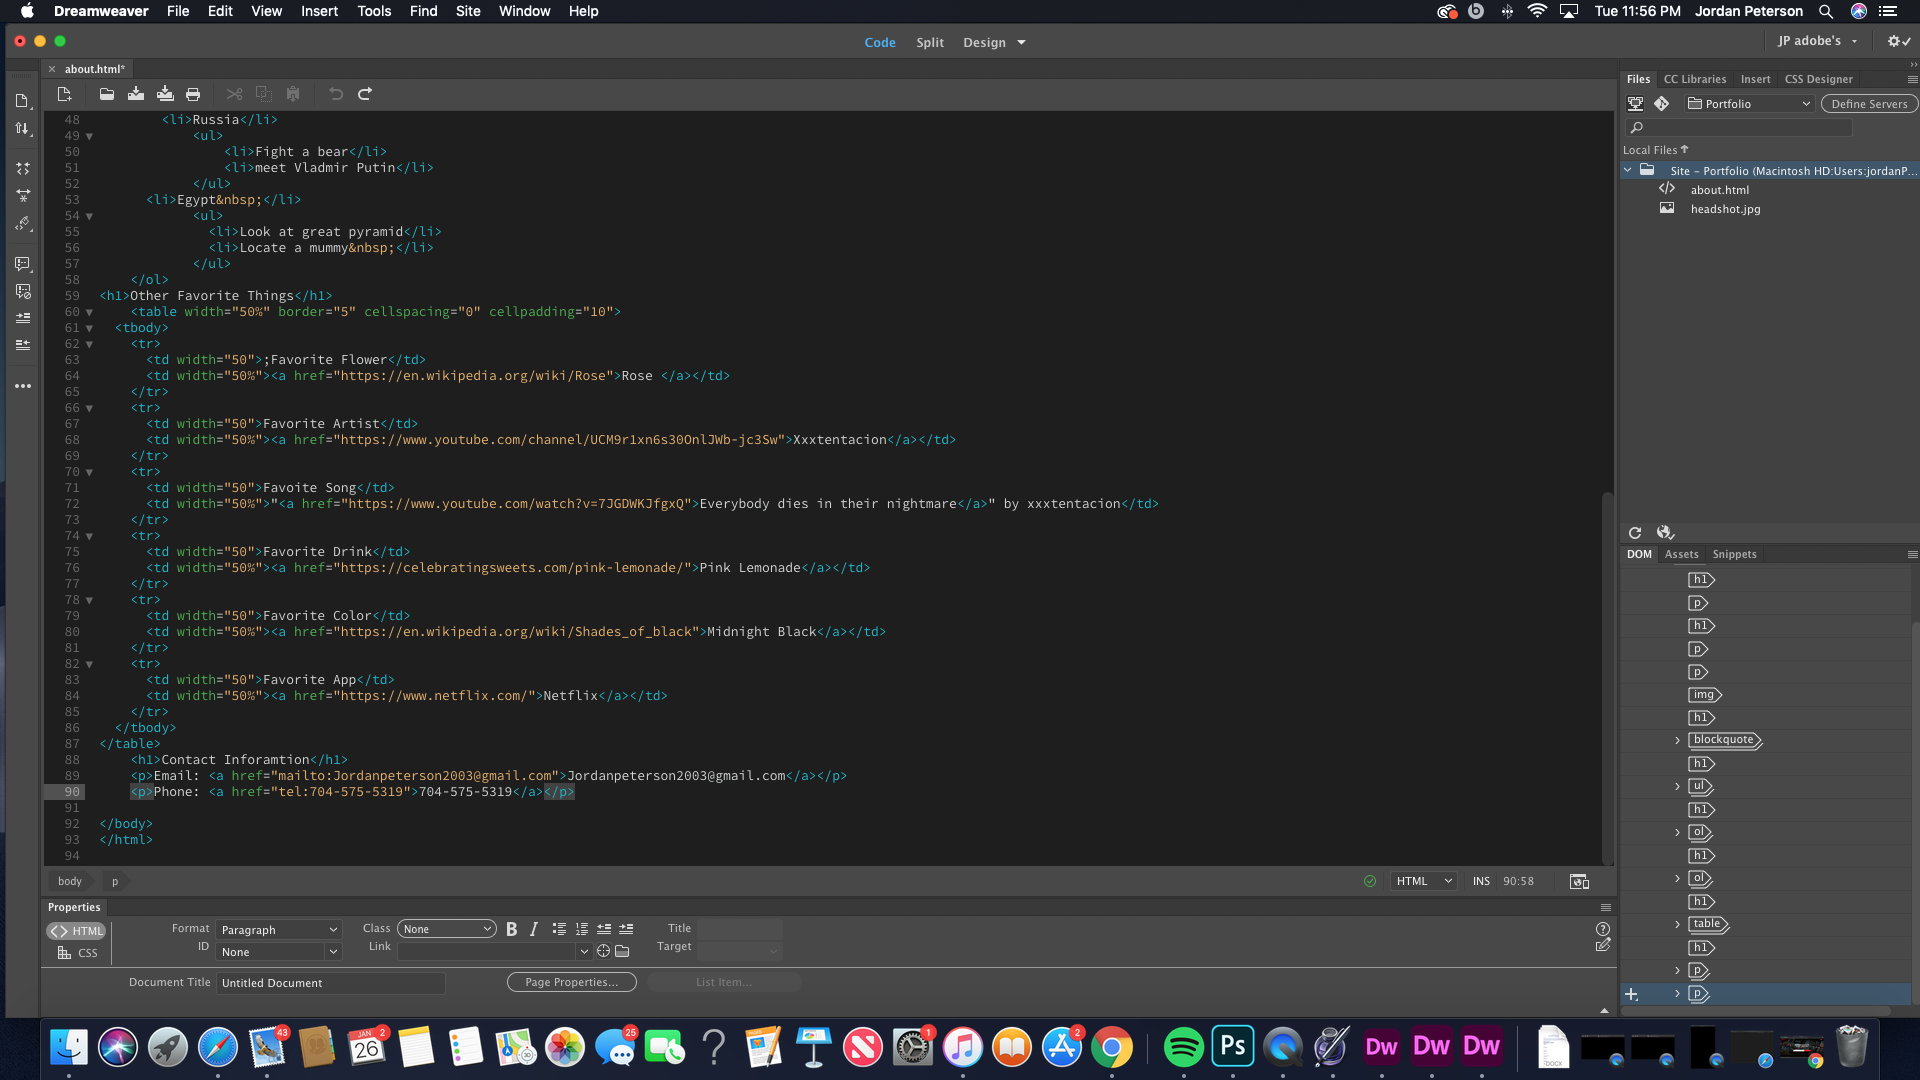 Dreamweaver File Edit View Insert Tools Find Site Window Help
Tue 11:56 PM Jordan Peterson
Code Split Design
JP adobe's
about.html*
48 <li>Russia</li>
49 <ul>
50 <li>Fight a bear</li>
51 <li>meet Vladmir Putin</li>
52 </ul>
53 <li>Egypt&nbsp;</li>
54 <ul>
55 <li>Look at great pyramid</li>
56 <li>Locate a mummy&nbsp;</li>
57 </ul>
58 </ol>
59 <h1>Other Favorite Things</h1>
60 <table width="50%" border="5" cellspacing="0" cellpadding="10">
61 <tbody>
62 <tr>
63 <td width="50">;Favorite Flower</td>
64 <td width="50%"><a href="https://en.wikipedia.org/wiki/Rose">Rose </a></td>
65 </tr>
66 <tr>
67 <td width="50">Favorite Artist</td>
68 <td width="50%"><a href="https://www.youtube.com/channel/UCM9r1xn6s30OnlJWb-jc3Sw">Xxxtentacion</a></td>
69 </tr>
70 <tr>
71 <td width="50">Favoite Song</td>
72 <td width="50%">"<a href="https://www.youtube.com/watch?v=7JGDWKJfgxQ">Everybody dies in their nightmare</a>" by xxxtentacion</td>
73 </tr>
74 <tr>
75 <td width="50">Favorite Drink</td>
76 <td width="50%"><a href="https://celebratingsweets.com/pink-lemonade/">Pink Lemonade</a></td>
77 </tr>
78 <tr>
79 <td width="50">Favorite Color</td>
80 <td width="50%"><a href="https://en.wikipedia.org/wiki/Shades_of_black">Midnight Black</a></td>
81 </tr>
82 <tr>
83 <td width="50">Favorite App</td>
84 <td width="50%"><a href="https://www.netflix.com/">Netflix</a></td>
85 </tr>
86 </tbody>
87 </table>
88 <h1>Contact Inforamtion</h1>
89 <p>Email: <a href="mailto:Jordanpeterson2003@gmail.com">Jordanpeterson2003@gmail.com</a></p>
90 <p>Phone: <a href="tel:704-575-5319">704-575-5319</a></p>
91
92 </body>
93 </html>
94
body p
HTML INS 90:58
Properties
<> HTML
CSS
Format Paragraph
ID None
Class None
Link
B I
Title
Target
Document Title Untitled Document
Page Properties...
List Item...
Files CC Libraries Insert CSS Designer
Portfolio Define Servers
Local Files
Site - Portfolio (Macintosh HD:Users:jordanP...
about.html
headshot.jpg
DOM Assets Snippets
h1
p
h1
p
p
img
h1
blockquote
h1
ul
h1
ol
h1
ol
h1
table
h1
p
p
43
JAN 2
26
30
25
1
2
Ps
Dw Dw Dw
DOCX